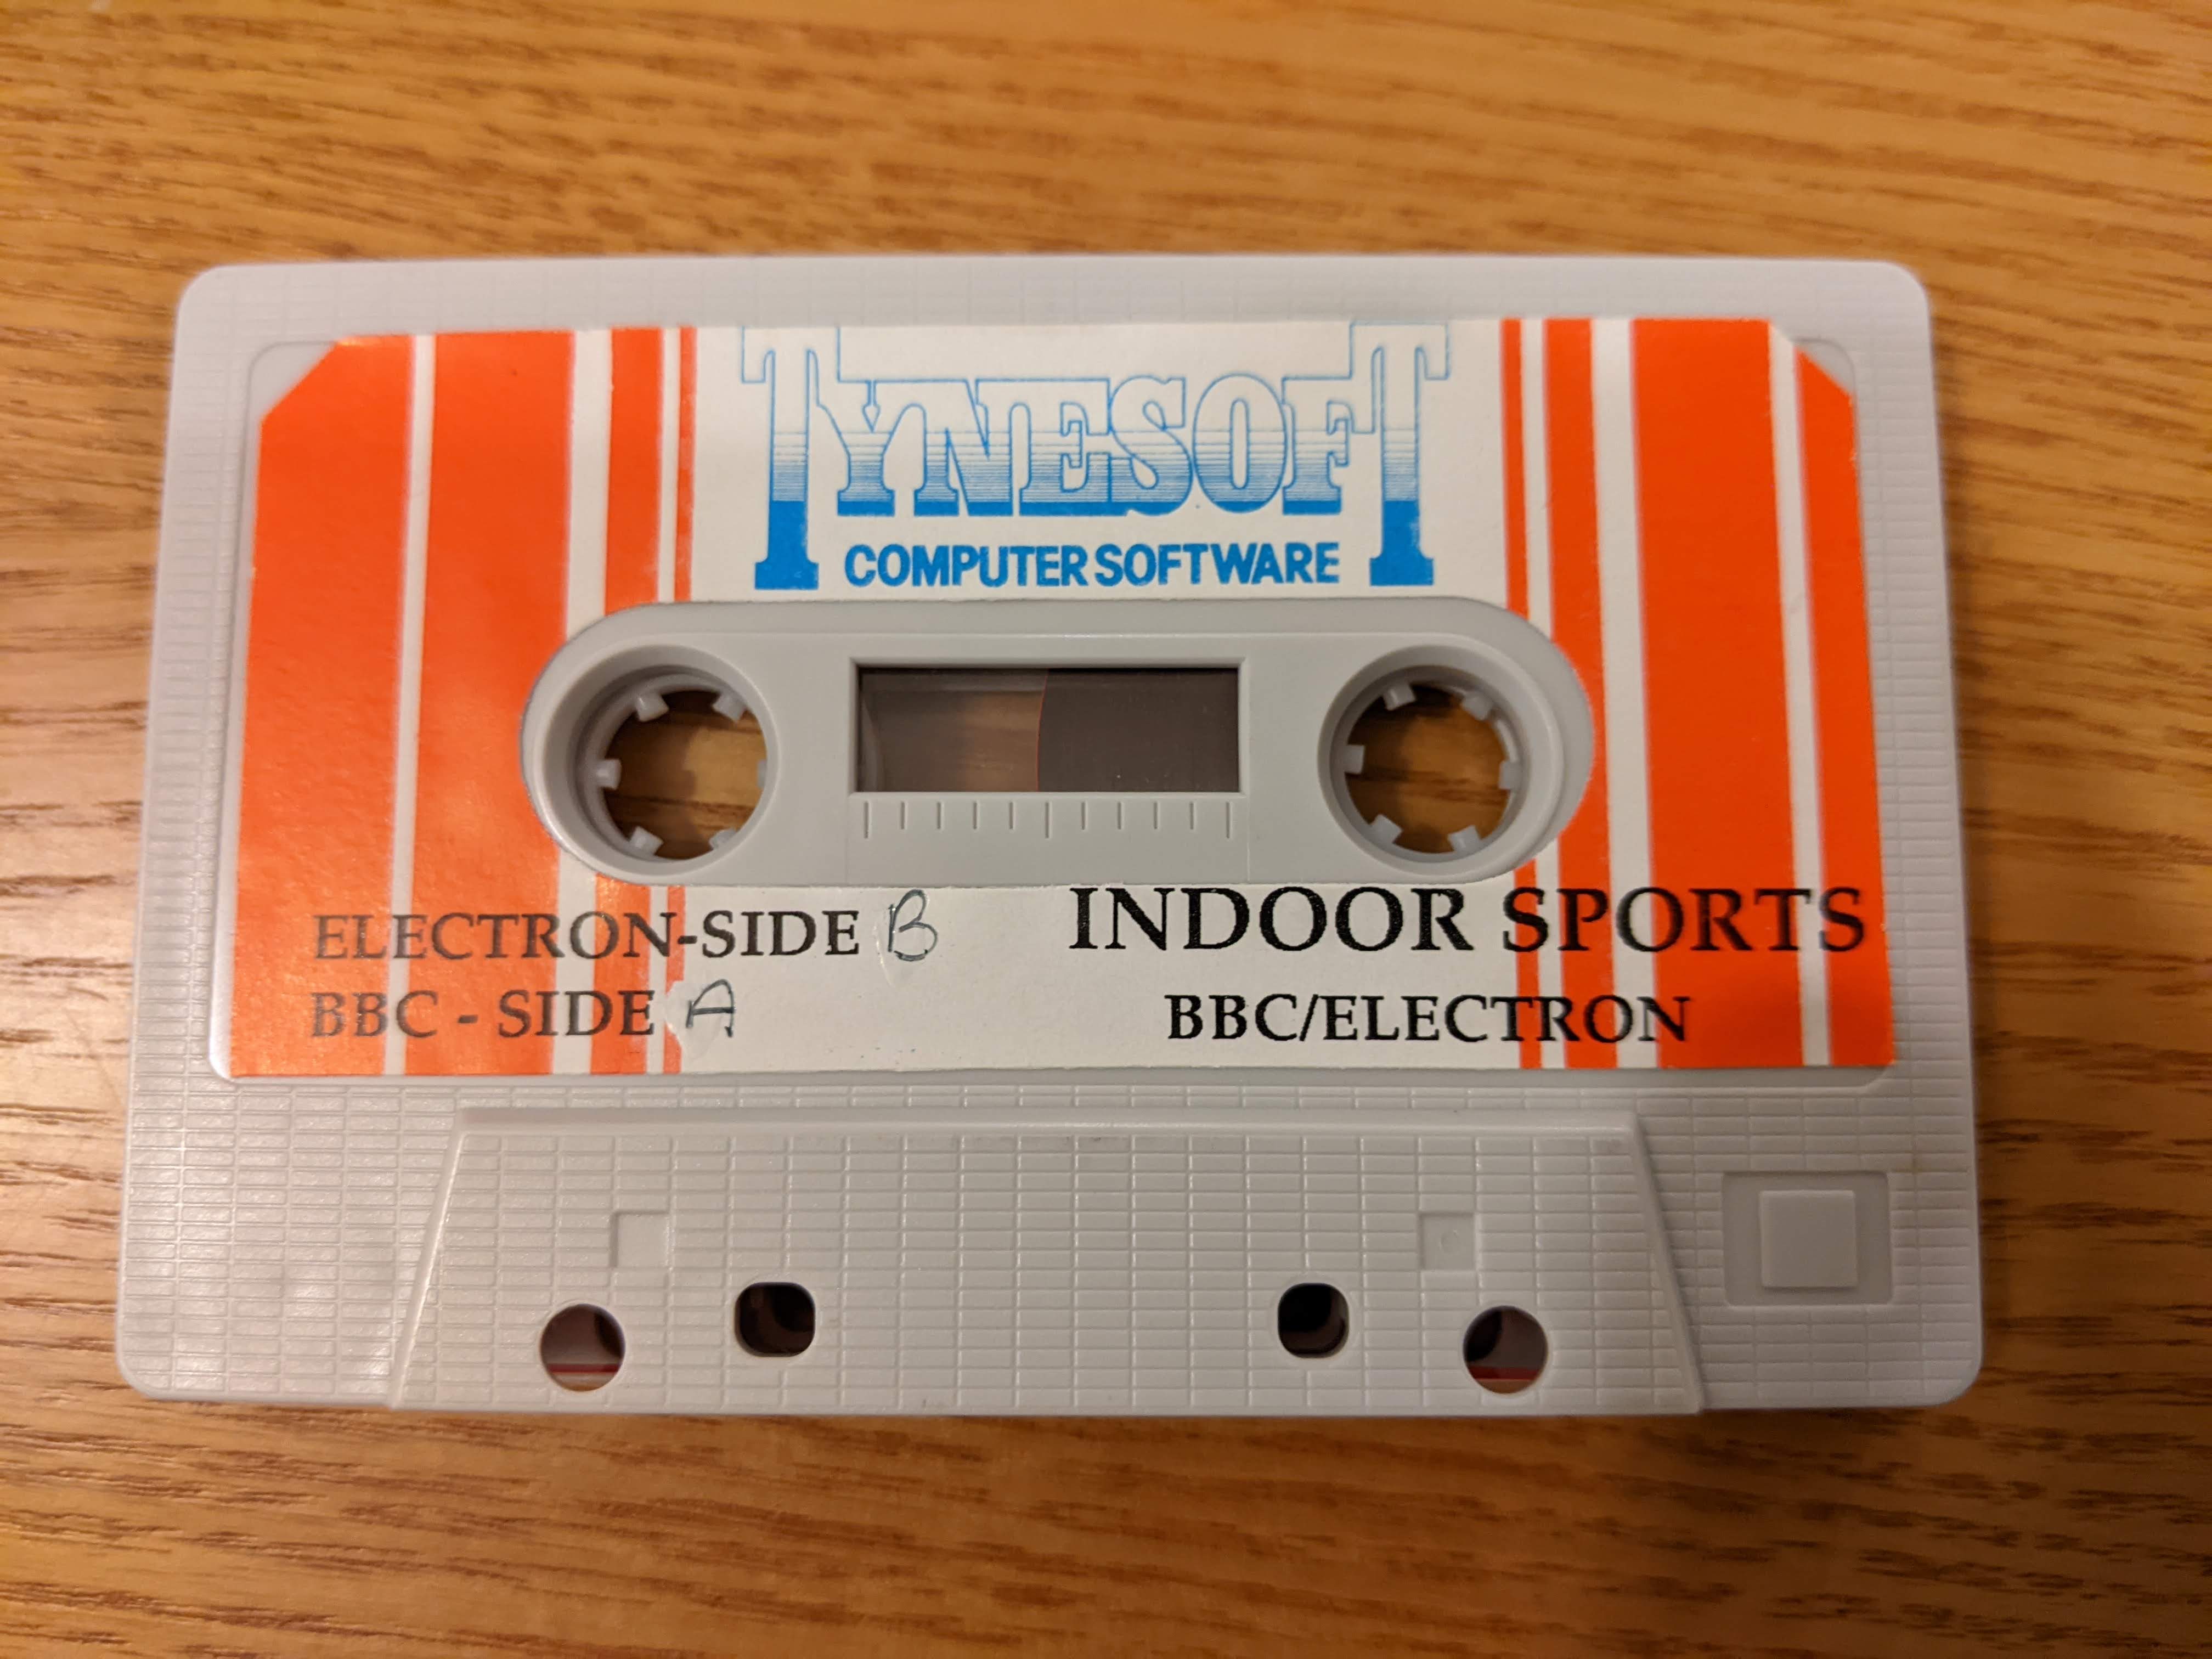 TYNESOFT
COMPUTER SOFTWARE
ELECTRON-SIDE B
BBC - SIDE A
INDOOR SPORTS
BBC/ELECTRON